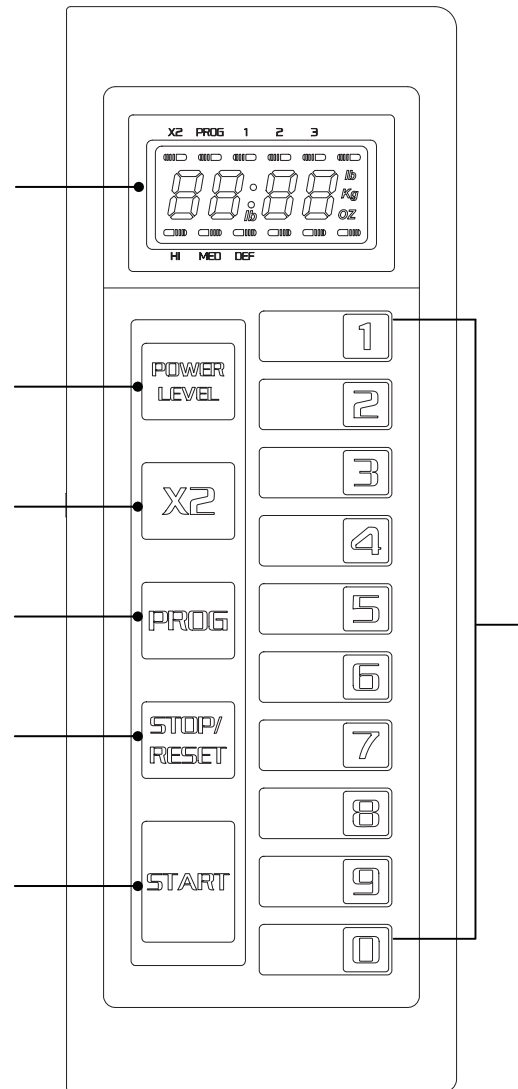 X2 PROG 1 2 3
88:88
lb
Kg
OZ
lb
HI MED DEF
POWER
LEVEL
X2
PROG
STOP/
RESET
START
1
2
3
4
5
6
7
8
9
0